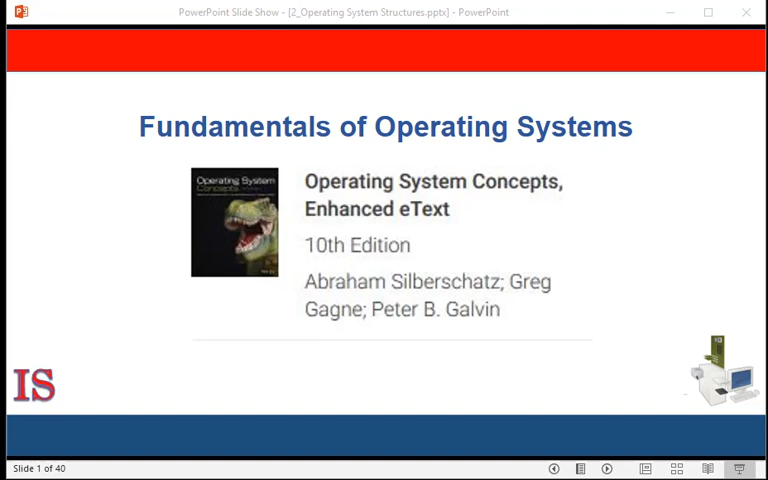 PowerPoint Slide Show - [2_Operating System Structures.pptx] - PowerPoint
Fundamentals of Operating Systems
Operating System
Concepts
Operating System Concepts,
Enhanced eText
10th Edition
Abraham Silberschatz; Greg
Gagne; Peter B. Galvin
IS
Slide 1 of 40